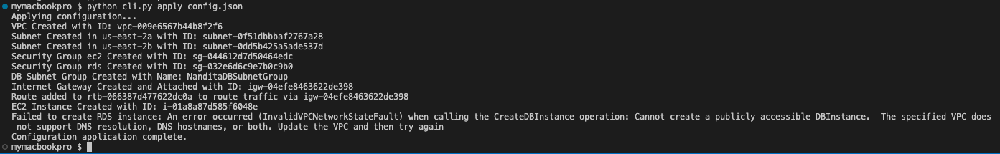 mymacbookpro $ python cli.py apply config.json
Applying configuration...
VPC Created with ID: vpc-009e6567b44b8f2f6
Subnet Created in us-east-2a with ID: subnet-0f51dbbbaf2767a28
Subnet Created in us-east-2b with ID: subnet-0dd5b425a5ade537d
Security Group ec2 Created with ID: sg-044612d7d50464edc
Security Group rds Created with ID: sg-032e6d6c9e7b0c9b0
DB Subnet Group Created with Name: NanditaDBSubnetGroup
Internet Gateway Created and Attached with ID: igw-04efe8463622de398
Route added to rtb-066387d477622dc0a to route traffic via igw-04efe8463622de398
EC2 Instance Created with ID: i-01a8a87d585f6048e
Failed to create RDS instance: An error occurred (InvalidVPCNetworkStateFault) when calling the CreateDBInstance operation: Cannot create a publicly accessible DBInstance.  The specified VPC does
not support DNS resolution, DNS hostnames, or both. Update the VPC and then try again
Configuration application complete.
mymacbookpro $